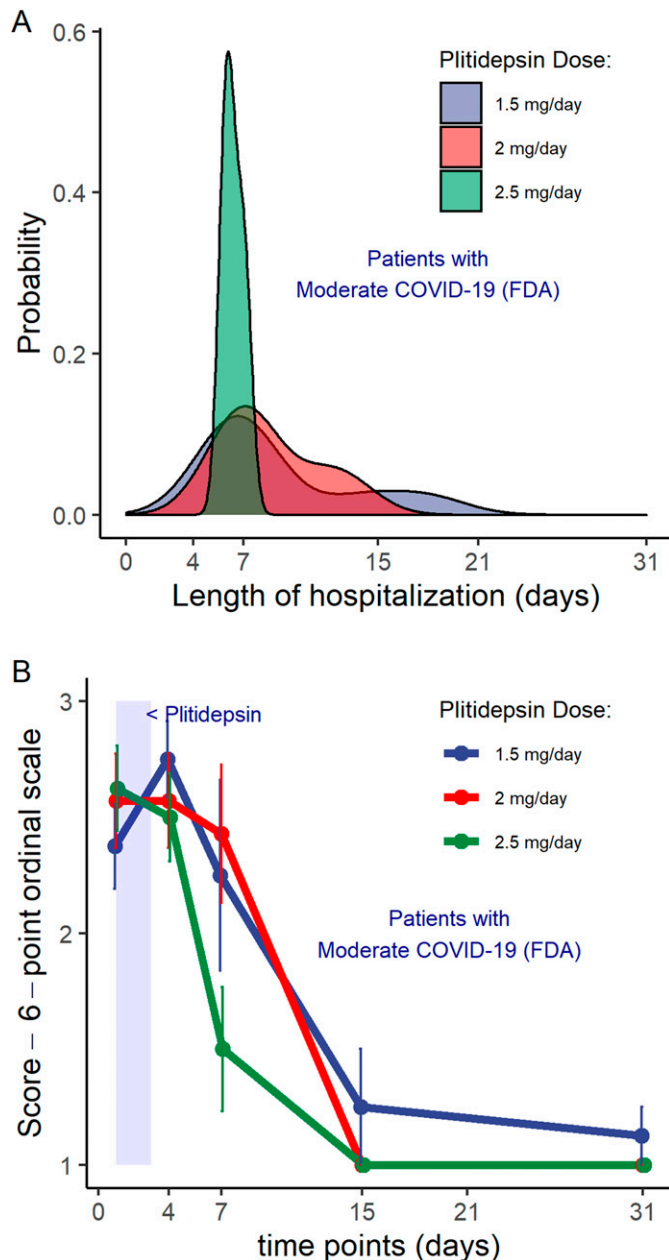 A
0.6
0.4
0.2
0.0
Probability
Plitidepsin Dose:
1.5 mg/day
2 mg/day
2.5 mg/day
Patients with
Moderate COVID-19 (FDA)
0 4 7 15 21 31
Length of hospitalization (days)
B
3
2
1
Score – 6 – point ordinal scale
< Plitidepsin
Plitidepsin Dose:
1.5 mg/day
2 mg/day
2.5 mg/day
Patients with
Moderate COVID-19 (FDA)
0 4 7 15 21 31
time points (days)